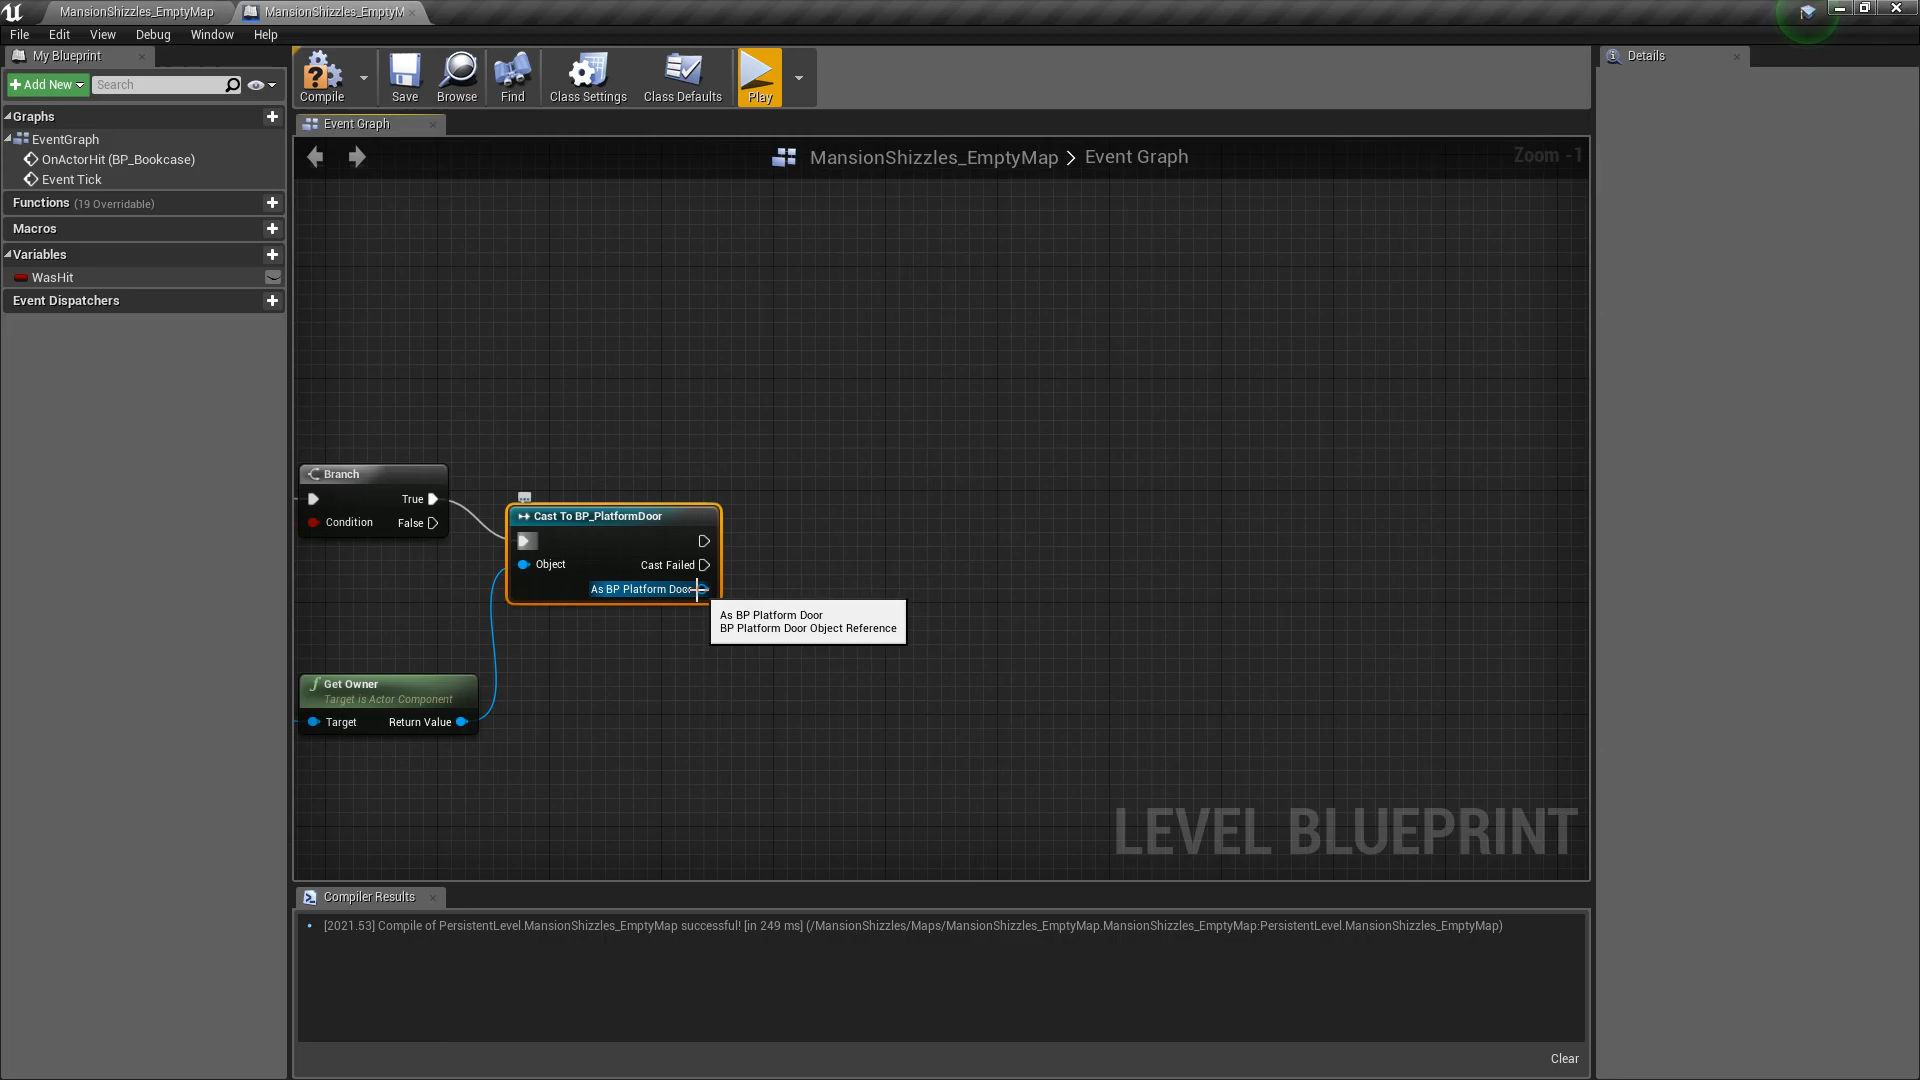 MansionShizzles_EmptyMap
MansionShizzles_EmptyM
File Edit View Debug Window Help
My Blueprint
Add New
Search
Compile
Save
Browse
Find
Class Settings
Class Defaults
Play
Details
Graphs
EventGraph
OnActorHit (BP_Bookcase)
Event Tick
Functions (19 Overridable)
Macros
Variables
WasHit
Event Dispatchers
Event Graph
MansionShizzles_EmptyMap > Event Graph
Zoom -1
Branch
True
Condition
False
Cast To BP_PlatformDoor
Object
Cast Failed
As BP Platform Door
As BP Platform Door
BP Platform Door Object Reference
Get Owner
Target is Actor Component
Target
Return Value
LEVEL BLUEPRINT
Compiler Results
[2021.53] Compile of PersistentLevel.MansionShizzles_EmptyMap successful! [in 249 ms] (/MansionShizzles/Maps/MansionShizzles_EmptyMap.MansionShizzles_EmptyMap:PersistentLevel.MansionShizzles_EmptyMap)
Clear